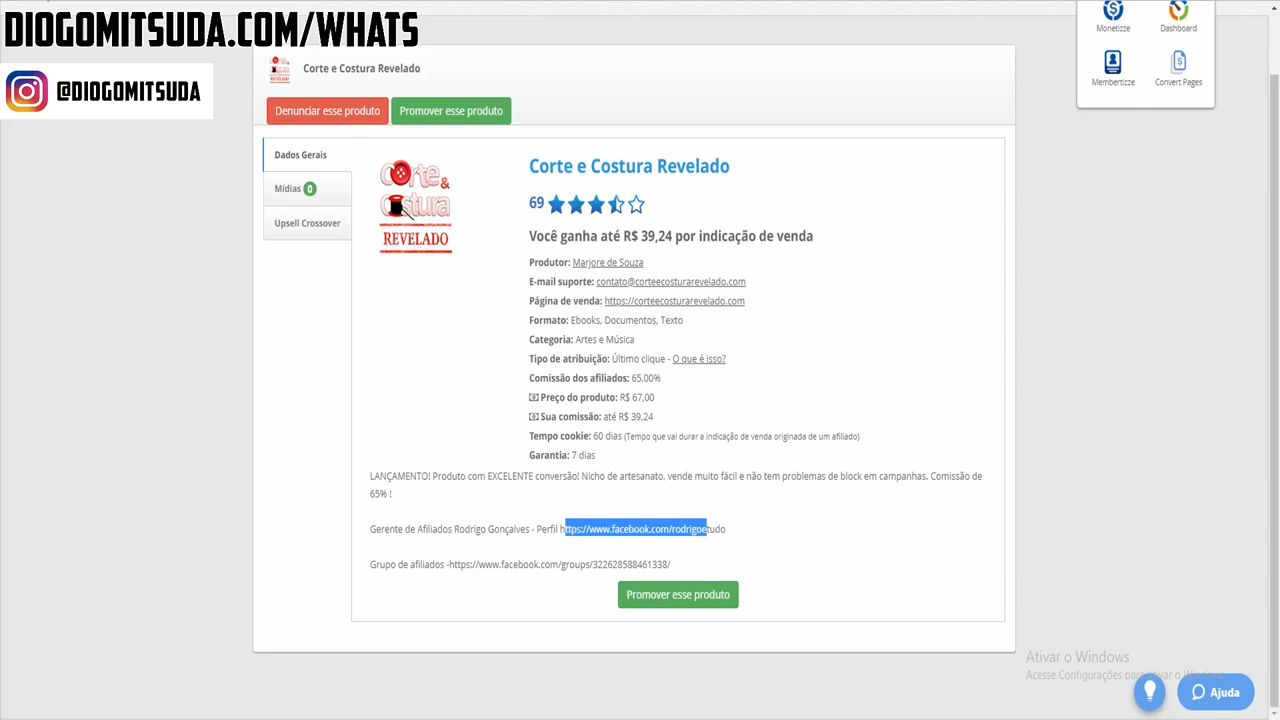 DIOGOMITSUDA.COM/WHATS
@DIOGOMITSUDA
Monetizze
Dashboard
Membertizze
Convert Pages
Corte e Costura Revelado
Denunciar esse produto
Promover esse produto
Dados Gerais
Mídias 0
Upsell Crossover
corte &
costura
REVELADO
Corte e Costura Revelado
69
Você ganha até R$ 39,24 por indicação de venda
Produtor: Marjore de Souza
E-mail suporte: contato@corteecosturarevelado.com
Página de venda: https://corteecosturarevelado.com
Formato: Ebooks, Documentos, Texto
Categoria: Artes e Música
Tipo de atribuição: Último clique - O que é isso?
Comissão dos afiliados: 65,00%
Preço do produto: R$ 67,00
Sua comissão: até R$ 39,24
Tempo cookie: 60 dias (Tempo que vai durar a indicação de venda originada de um afiliado)
Garantia: 7 dias
LANÇAMENTO! Produto com EXCELENTE conversão! Nicho de artesanato, vende muito fácil e não tem problemas de block em campanhas. Comissão de
65% !
Gerente de Afiliados Rodrigo Gonçalves - Perfil https://www.facebook.com/rodrigoetudo
Grupo de afiliados -https://www.facebook.com/groups/322628588461338/
Promover esse produto
Ativar o Windows
Acesse Configurações para ativar o Windows.
Ajuda